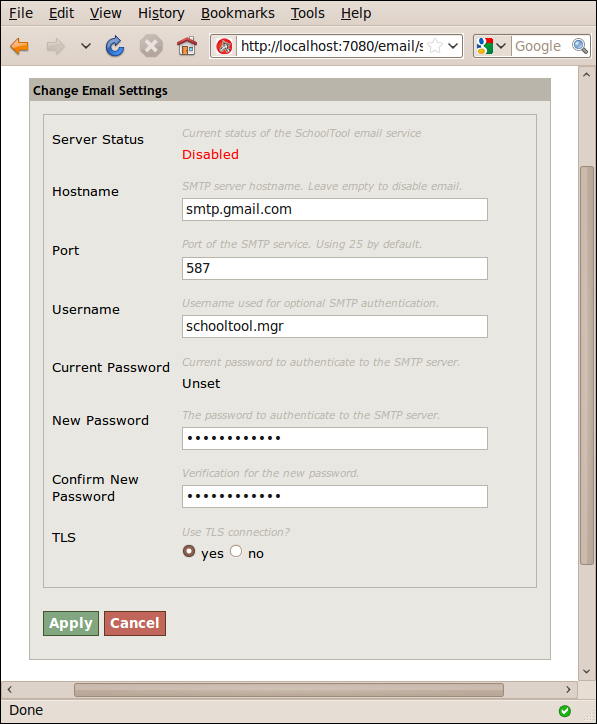 File Edit View History Bookmarks Tools Help
http://localhost:7080/email/s
Google
Change Email Settings
Server Status
Current status of the SchoolTool email service
Disabled
Hostname
SMTP server hostname. Leave empty to disable email.
smtp.gmail.com
Port
Port of the SMTP service. Using 25 by default.
587
Username
Username used for optional SMTP authentication.
schooltool.mgr
Current Password
Current password to authenticate to the SMTP server.
Unset
New Password
The password to authenticate to the SMTP server.
••••••••••••
Confirm New
Password
Verification for the new password.
••••••••••••
TLS
Use TLS connection?
yes no
Apply Cancel
Done